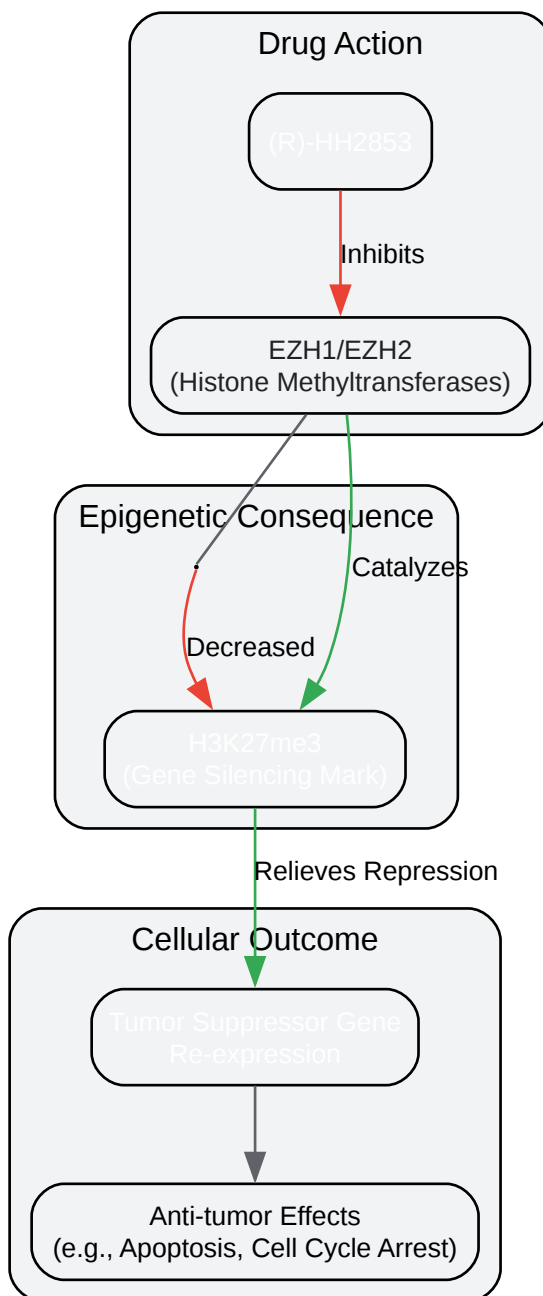 Drug Action
(R)-HH2853
Inhibits
EZH1/EZH2
(Histone Methyltransferases)
Epigenetic Consequence
Catalyzes
Decreased
H3K27me3
(Gene Silencing Mark)
Relieves Repression
Cellular Outcome
Tumor Suppressor Gene
Re-expression
Anti-tumor Effects
(e.g., Apoptosis, Cell Cycle Arrest)